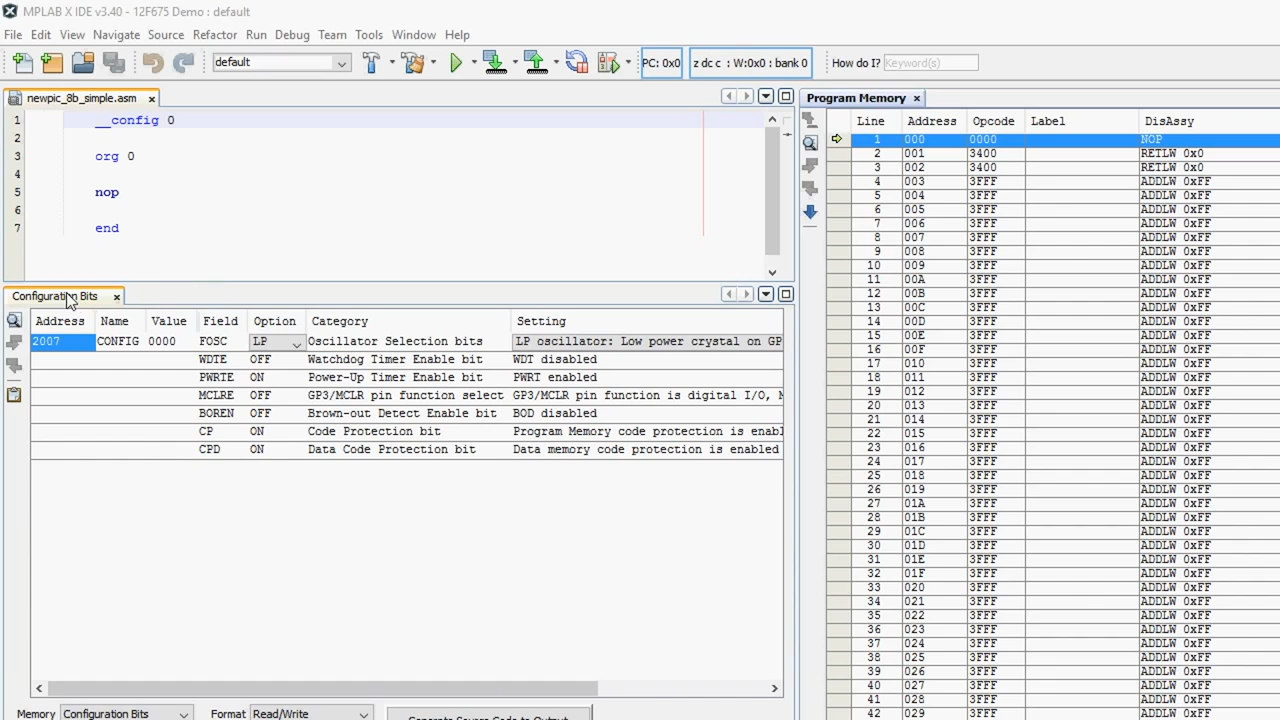 MPLAB X IDE v3.40 - 12F675 Demo : default
File Edit View Navigate Source Refactor Run Debug Team Tools Window Help
default PC: 0x0 z dc c : W:0x0 : bank 0 How do I? Keyword(s)
newpic_8b_simple.asm
1 __config 0
2
3 org 0
4
5 nop
6
7 end
Configuration Bits
Address Name Value Field Option Category Setting
2007 CONFIG 0000 FOSC LP Oscillator Selection bits LP oscillator: Low power crystal on GP
WDTE OFF Watchdog Timer Enable bit WDT disabled
PWRTE ON Power-Up Timer Enable bit PWRT enabled
MCLRE OFF GP3/MCLR pin function select GP3/MCLR pin function is digital I/O, M
BOREN OFF Brown-out Detect Enable bit BOD disabled
CP ON Code Protection bit Program Memory code protection is enabl
CPD ON Data Code Protection bit Data memory code protection is enabled
Memory Configuration Bits Format Read/Write Generate Source Code to Output
Program Memory
Line Address Opcode Label DisAssy
1 000 0000 NOP
2 001 3400 RETLW 0x0
3 002 3400 RETLW 0x0
4 003 3FFF ADDLW 0xFF
5 004 3FFF ADDLW 0xFF
6 005 3FFF ADDLW 0xFF
7 006 3FFF ADDLW 0xFF
8 007 3FFF ADDLW 0xFF
9 008 3FFF ADDLW 0xFF
10 009 3FFF ADDLW 0xFF
11 00A 3FFF ADDLW 0xFF
12 00B 3FFF ADDLW 0xFF
13 00C 3FFF ADDLW 0xFF
14 00D 3FFF ADDLW 0xFF
15 00E 3FFF ADDLW 0xFF
16 00F 3FFF ADDLW 0xFF
17 010 3FFF ADDLW 0xFF
18 011 3FFF ADDLW 0xFF
19 012 3FFF ADDLW 0xFF
20 013 3FFF ADDLW 0xFF
21 014 3FFF ADDLW 0xFF
22 015 3FFF ADDLW 0xFF
23 016 3FFF ADDLW 0xFF
24 017 3FFF ADDLW 0xFF
25 018 3FFF ADDLW 0xFF
26 019 3FFF ADDLW 0xFF
27 01A 3FFF ADDLW 0xFF
28 01B 3FFF ADDLW 0xFF
29 01C 3FFF ADDLW 0xFF
30 01D 3FFF ADDLW 0xFF
31 01E 3FFF ADDLW 0xFF
32 01F 3FFF ADDLW 0xFF
33 020 3FFF ADDLW 0xFF
34 021 3FFF ADDLW 0xFF
35 022 3FFF ADDLW 0xFF
36 023 3FFF ADDLW 0xFF
37 024 3FFF ADDLW 0xFF
38 025 3FFF ADDLW 0xFF
39 026 3FFF ADDLW 0xFF
40 027 3FFF ADDLW 0xFF
41 028 3FFF ADDLW 0xFF
42 029 3FFF ADDLW 0xFF